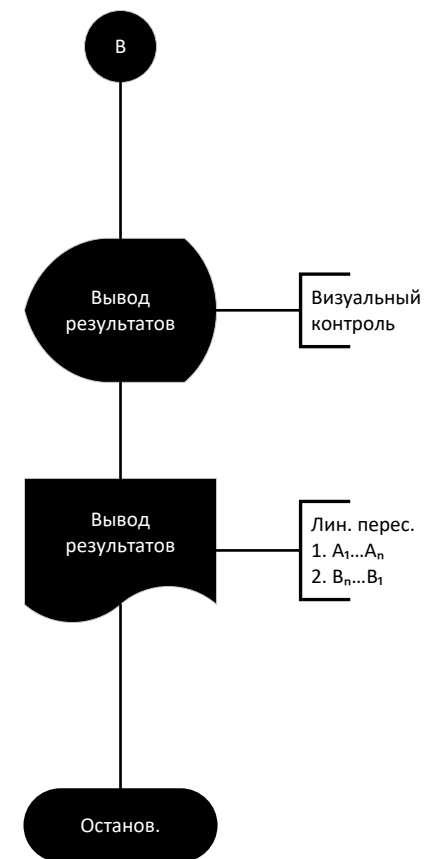 В
Вывод
результатов
Визуальный
контроль
Вывод
результатов
Лин. перес.
1. A₁...Aₙ
2. Bₙ...B₁
Останов.